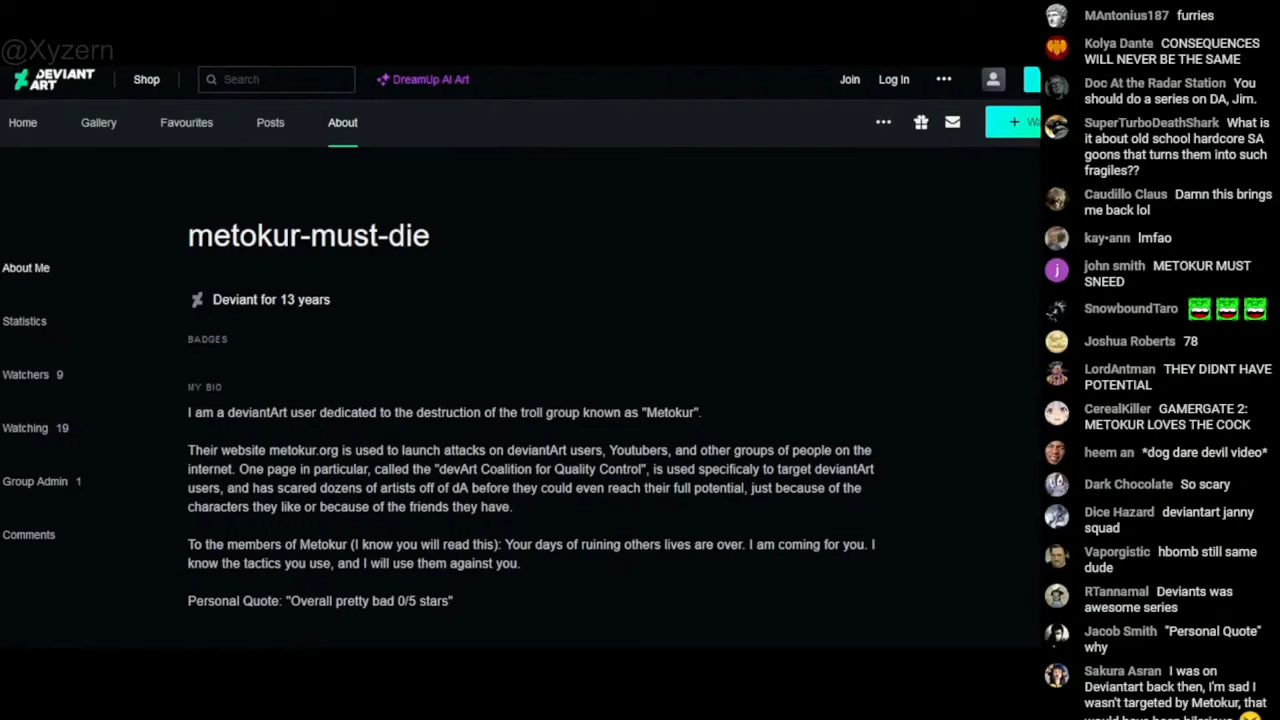 @Xyzern
DEVIANT ART
Shop
Search
DreamUp AI Art
Join
Log In
Home
Gallery
Favourites
Posts
About
metokur-must-die
About Me
Deviant for 13 years
Statistics
BADGES
Watchers 9
MY BIO
I am a deviantArt user dedicated to the destruction of the troll group known as "Metokur".
Watching 19
Their website metokur.org is used to launch attacks on deviantArt users, Youtubers, and other groups of people on the
internet. One page in particular, called the "devArt Coalition for Quality Control", is used specificaly to target deviantArt
Group Admin 1
users, and has scared dozens of artists off of dA before they could even reach their full potential, just because of the
characters they like or because of the friends they have.
Comments
To the members of Metokur (I know you will read this): Your days of ruining others lives are over. I am coming for you. I
know the tactics you use, and I will use them against you.
Personal Quote: "Overall pretty bad 0/5 stars"
MAntonius187 furries
Kolya Dante CONSEQUENCES
WILL NEVER BE THE SAME
Doc At the Radar Station You
should do a series on DA, Jim.
SuperTurboDeathShark What is
it about old school hardcore SA
goons that turns them into such
fragiles??
Caudillo Claus Damn this brings
me back lol
kay•ann lmfao
john smith METOKUR MUST
SNEED
SnowboundTaro
Joshua Roberts 78
LordAntman THEY DIDNT HAVE
POTENTIAL
CerealKiller GAMERGATE 2:
METOKUR LOVES THE COCK
heem an *dog dare devil video*
Dark Chocolate So scary
Dice Hazard deviantart janny
squad
Vaporgistic hbomb still same
dude
RTannamal Deviants was
awesome series
Jacob Smith "Personal Quote"
why
Sakura Asran I was on
Deviantart back then, I'm sad I
wasn't targeted by Metokur, that
would have been hilarious